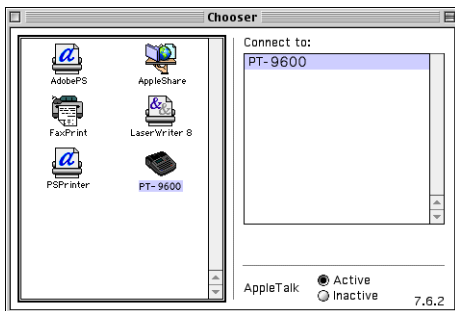 Chooser
AdobePS
AppleShare
FaxPrint
LaserWriter 8
PSPrinter
PT-9600
Connect to:
PT-9600
AppleTalk
Active
Inactive
7.6.2